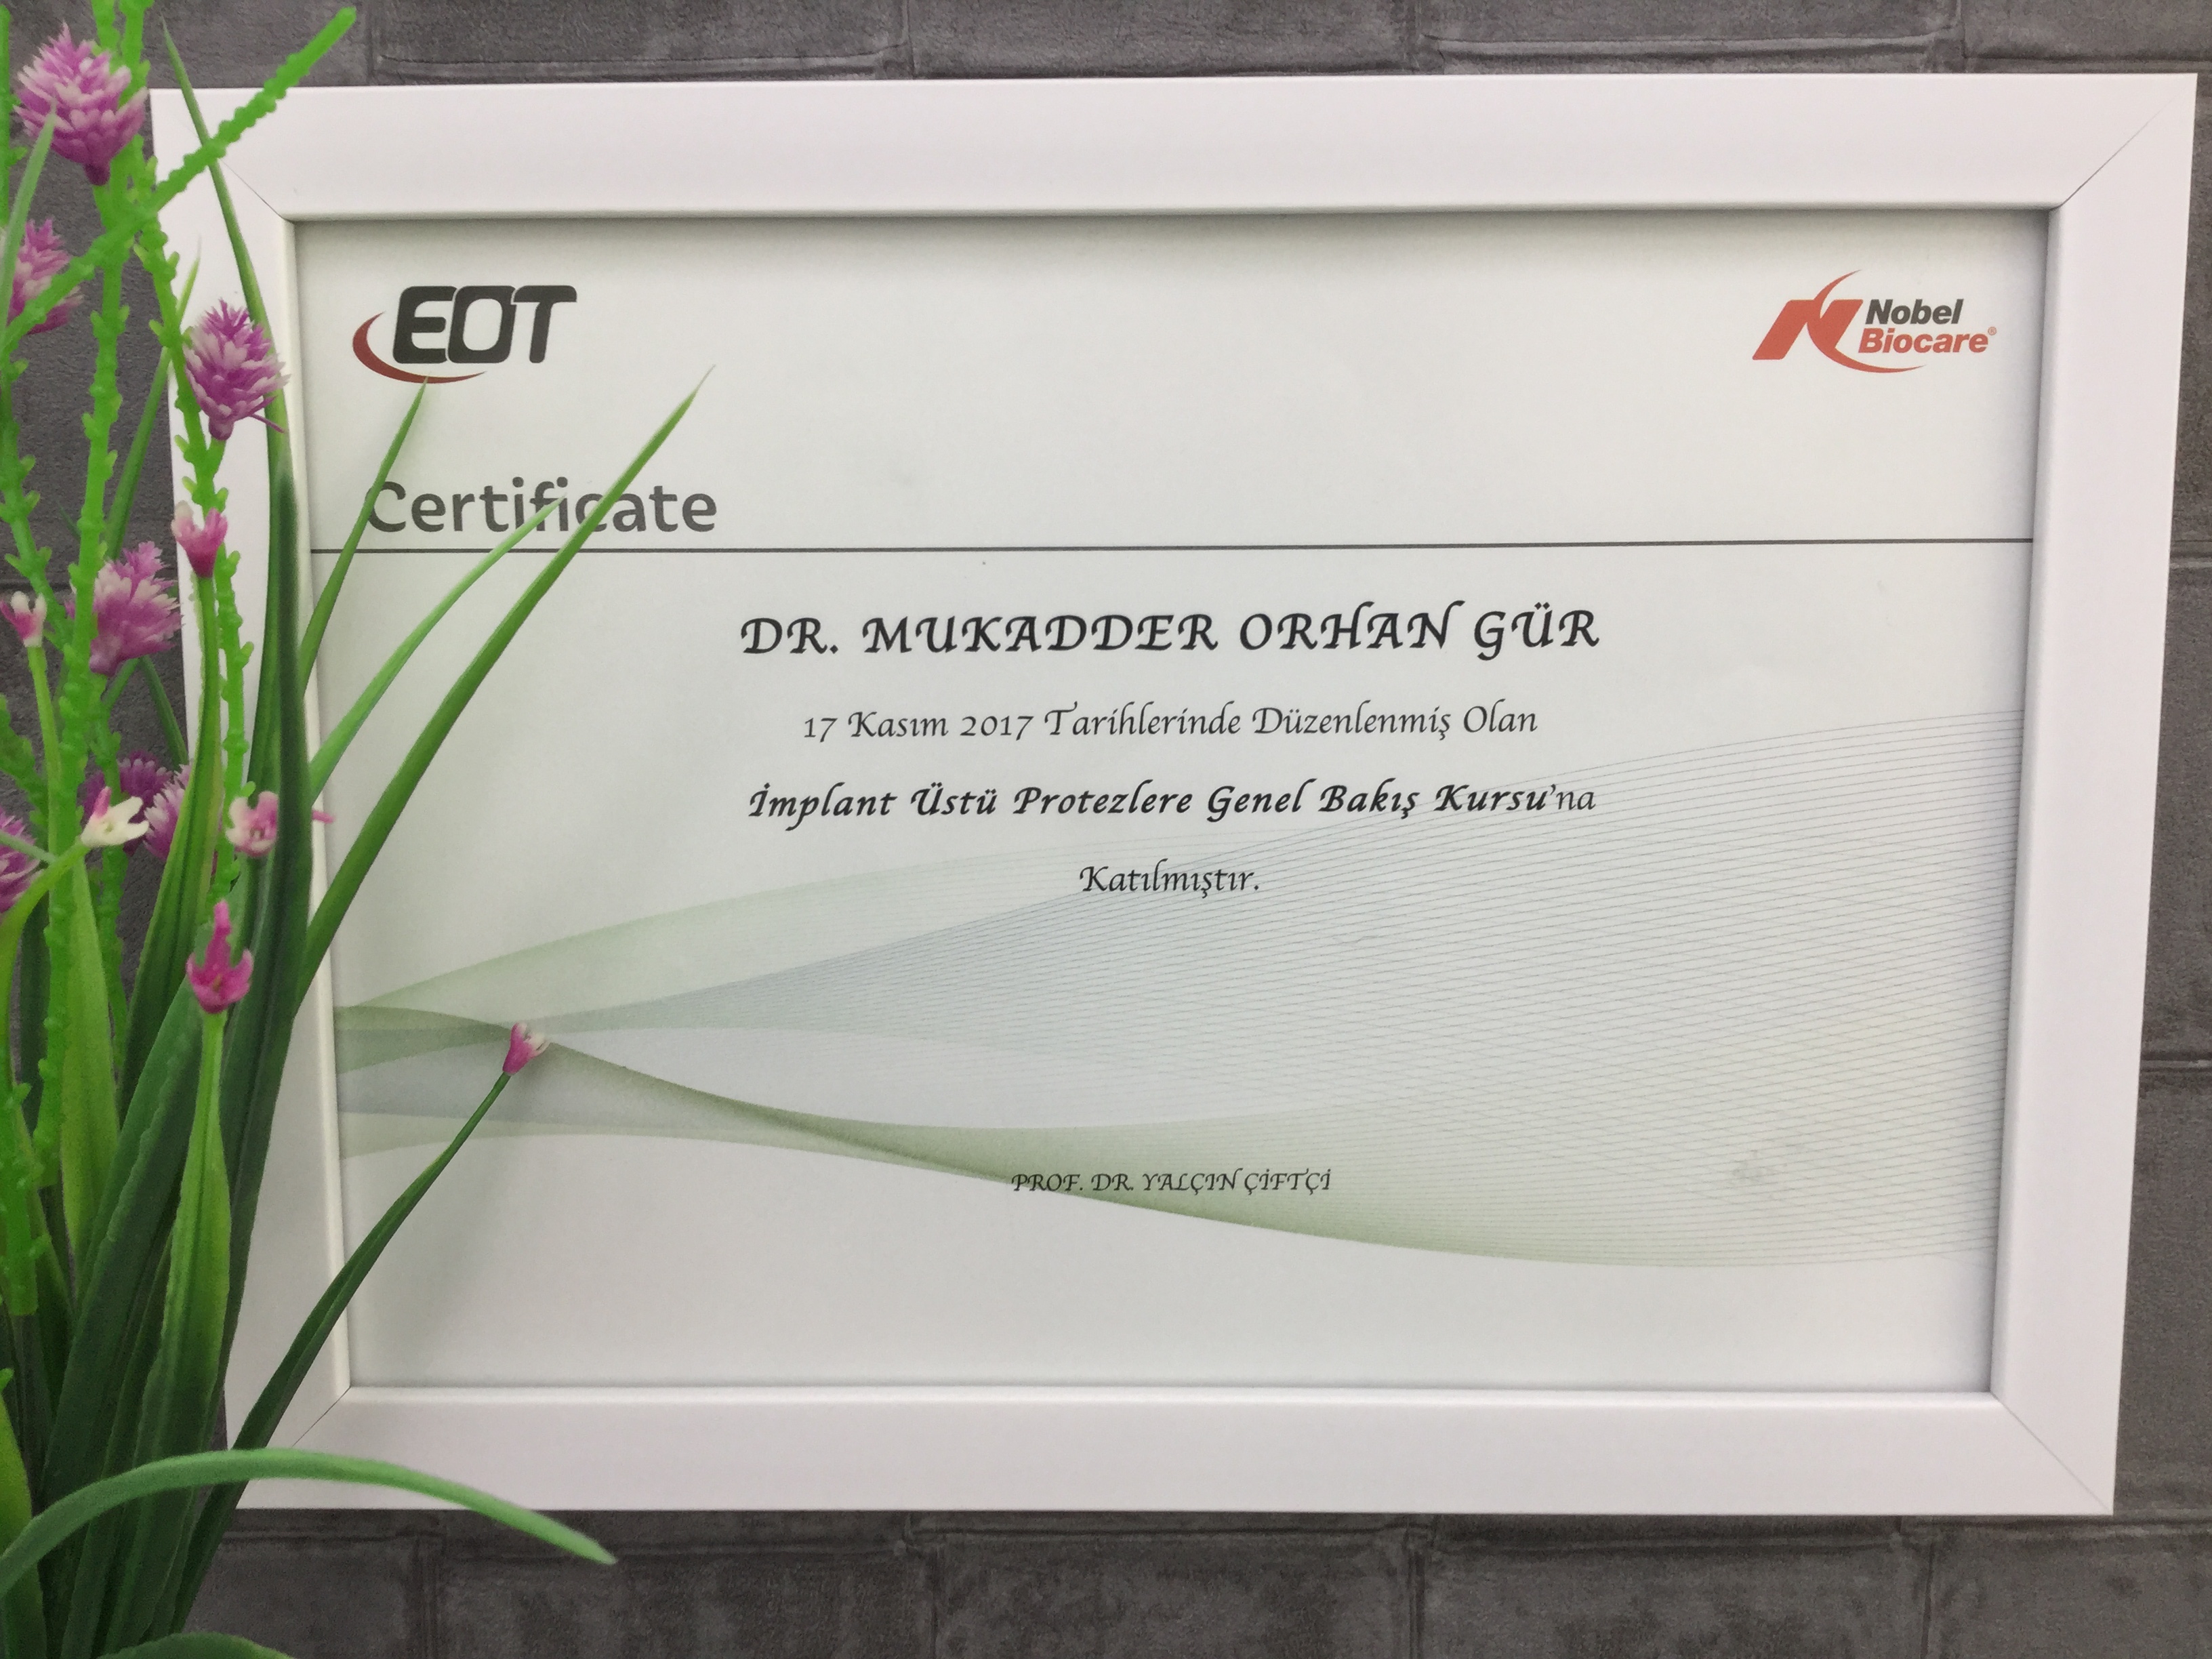 EOT
Nobel
Biocare®
Certificate
DR. MUKADDER ORHAN GÜR
17 Kasım 2017 Tarihlerinde Düzenlenmiş Olan
İmplant Üstü Protezlere Genel Bakış Kursu'na
Katılmıştır.
PROF. DR. YALÇIN ÇİFTÇİ